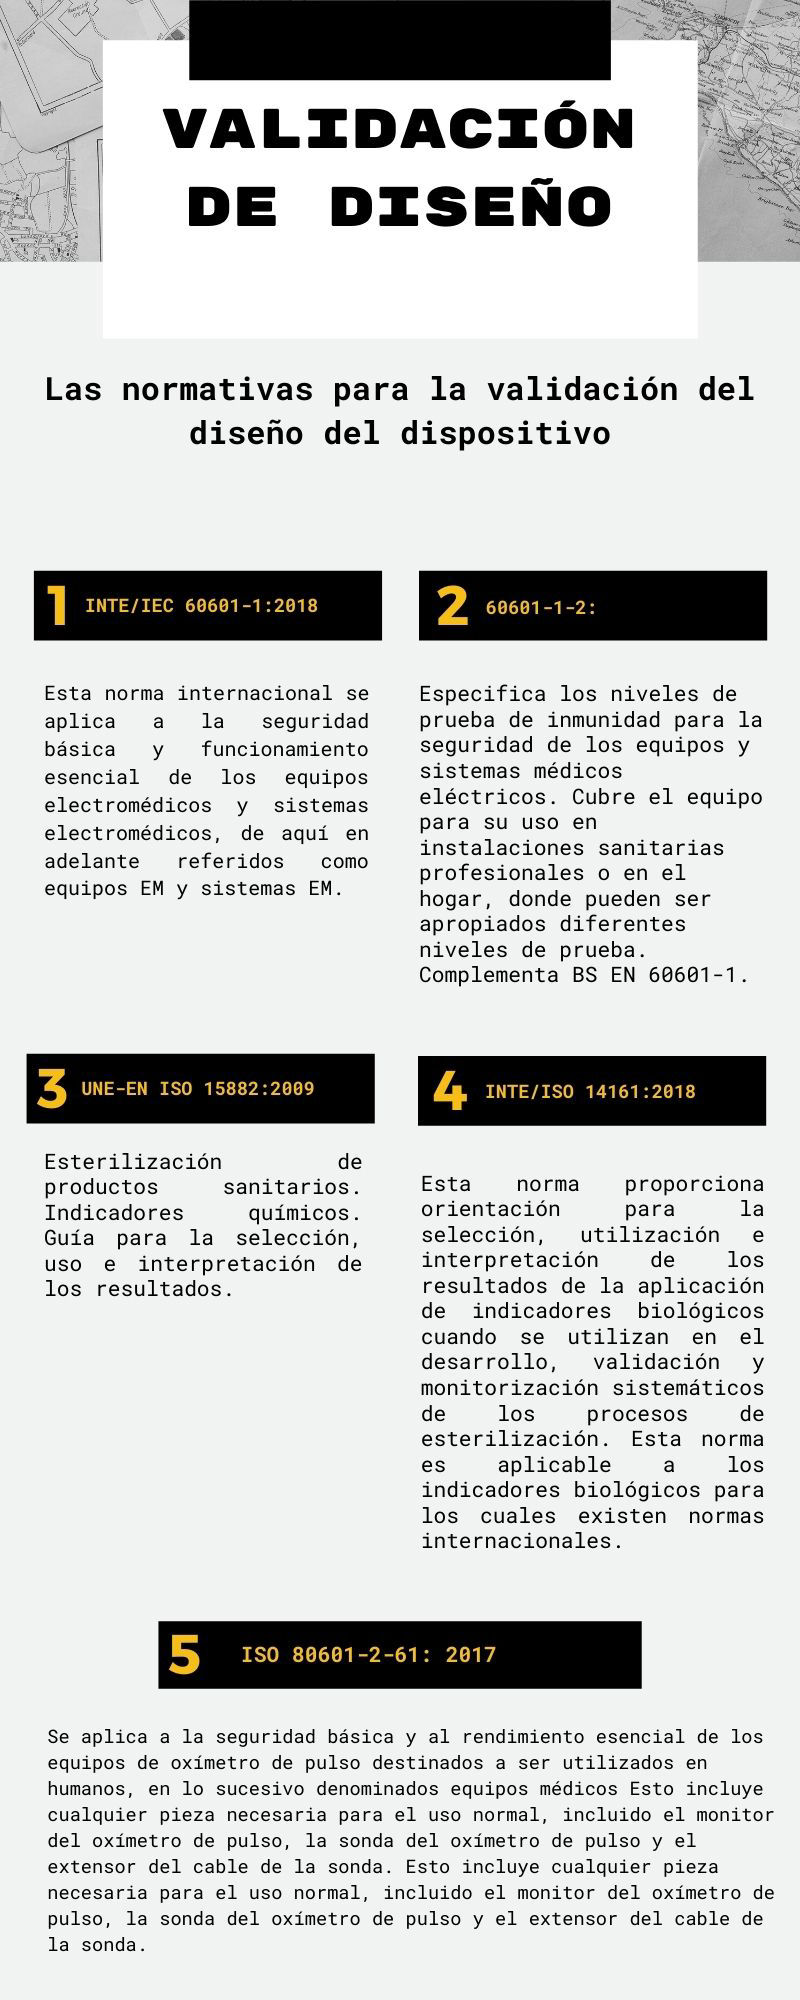 VALIDACIÓN
DE DISEÑO
Las normativas para la validación del
diseño del dispositivo
1 INTE/IEC 60601-1:2018
Esta norma internacional se
aplica a la seguridad
básica y funcionamiento
esencial de los equipos
electromédicos y sistemas
electromédicos, de aquí en
adelante referidos como
equipos EM y sistemas EM.
2 60601-1-2:
Especifica los niveles de
prueba de inmunidad para la
seguridad de los equipos y
sistemas médicos
eléctricos. Cubre el equipo
para su uso en
instalaciones sanitarias
profesionales o en el
hogar, donde pueden ser
apropiados diferentes
niveles de prueba.
Complementa BS EN 60601-1.
3 UNE-EN ISO 15882:2009
Esterilización de
productos sanitarios.
Indicadores químicos.
Guía para la selección,
uso e interpretación de
los resultados.
4 INTE/ISO 14161:2018
Esta norma proporciona
orientación para la
selección, utilización e
interpretación de los
resultados de la aplicación
de indicadores biológicos
cuando se utilizan en el
desarrollo, validación y
monitorización sistemáticos
de los procesos de
esterilización. Esta norma
es aplicable a los
indicadores biológicos para
los cuales existen normas
internacionales.
5 ISO 80601-2-61: 2017
Se aplica a la seguridad básica y al rendimiento esencial de los
equipos de oxímetro de pulso destinados a ser utilizados en
humanos, en lo sucesivo denominados equipos médicos Esto incluye
cualquier pieza necesaria para el uso normal, incluido el monitor
del oxímetro de pulso, la sonda del oxímetro de pulso y el
extensor del cable de la sonda. Esto incluye cualquier pieza
necesaria para el uso normal, incluido el monitor del oxímetro de
pulso, la sonda del oxímetro de pulso y el extensor del cable de
la sonda.